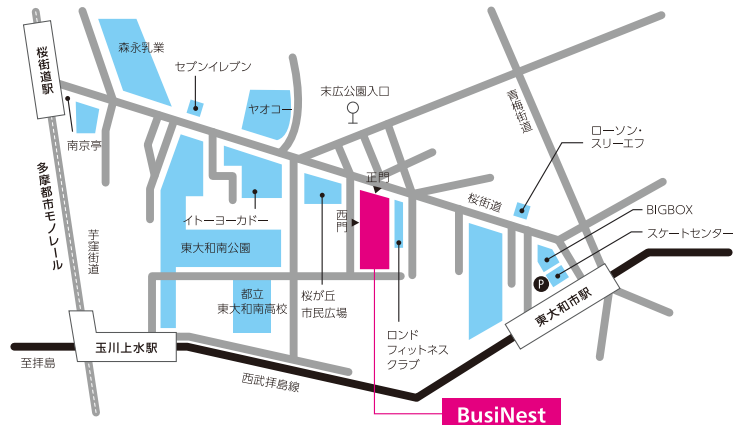 森永乳業
桜街道駅
セブンイレブン
ヤオコー
末広公園入口
青梅街道
ローソン・
スリーエフ
南京亭
多摩都市モノレール
芋窪街道
イトーヨーカドー
正門
西門
桜街道
BIGBOX
スケートセンター
東大和南公園
P
都立
東大和南高校
桜が丘
市民広場
ロンド
フィットネス
クラブ
東大和市駅
玉川上水駅
至拝島
西武拝島線
BusiNest